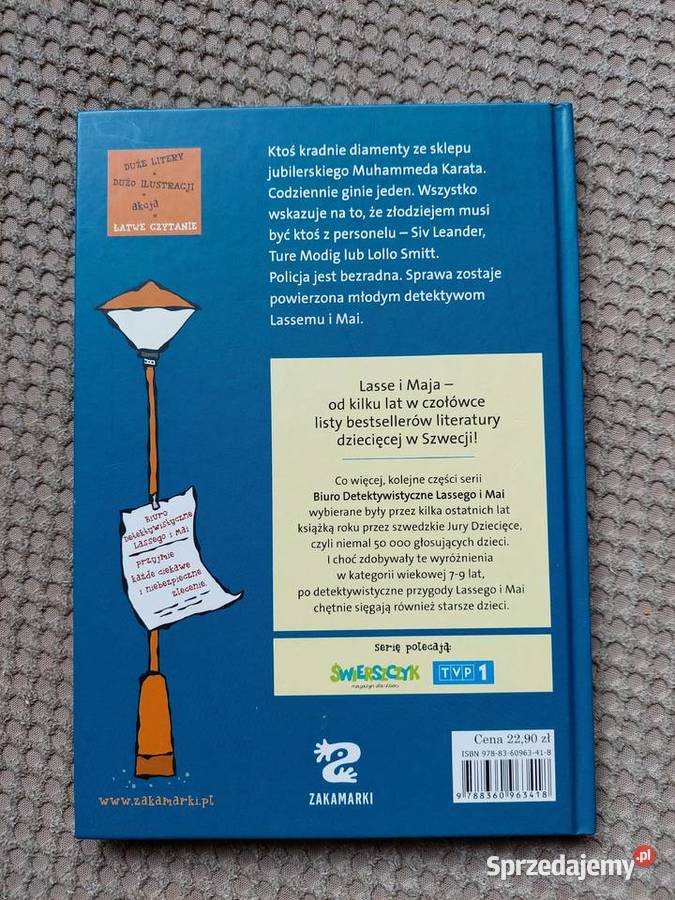 DUŻE LITERY
DUŻO ILUSTRACJI
akcja
ŁATWE CZYTANIE
Ktoś kradnie diamenty ze sklepu
jubilerskiego Muhammeda Karata.
Codziennie ginie jeden. Wszystko
wskazuje na to, że złodziejem musi
być ktoś z personelu – Siv Leander,
Ture Modig lub Lollo Smitt.
Policja jest bezradna. Sprawa zostaje
powierzona młodym detektywom
Lassemu i Mai.
Lasse i Maja –
od kilku lat w czołówce
listy bestsellerów literatury
dziecięcej w Szwecji!
Co więcej, kolejne części serii
Biuro Detektywistyczne Lassego i Mai
wybierane były przez kilka ostatnich lat
książką roku przez szwedzkie Jury Dziecięce,
czyli niemal 50 000 głosujących dzieci.
I choć zdobywały te wyróżnienia
w kategorii wiekowej 7-9 lat,
po detektywistyczne przygody Lassego i Mai
chętnie sięgają również starsze dzieci.
Biuro
Detektywistyczne
Lassego i Mai
przyjmie
każde ciekawe
i niebezpieczne
zlecenie.
serię polecają:
ŚWIERSZCZYK
magazyn dla dzieci
TVP 1
www.zakamarki.pl
ZAKAMARKI
Cena 22,90 zł
ISBN 978-83-60963-41-8
9 788360 963418
Sprzedajemy.pl